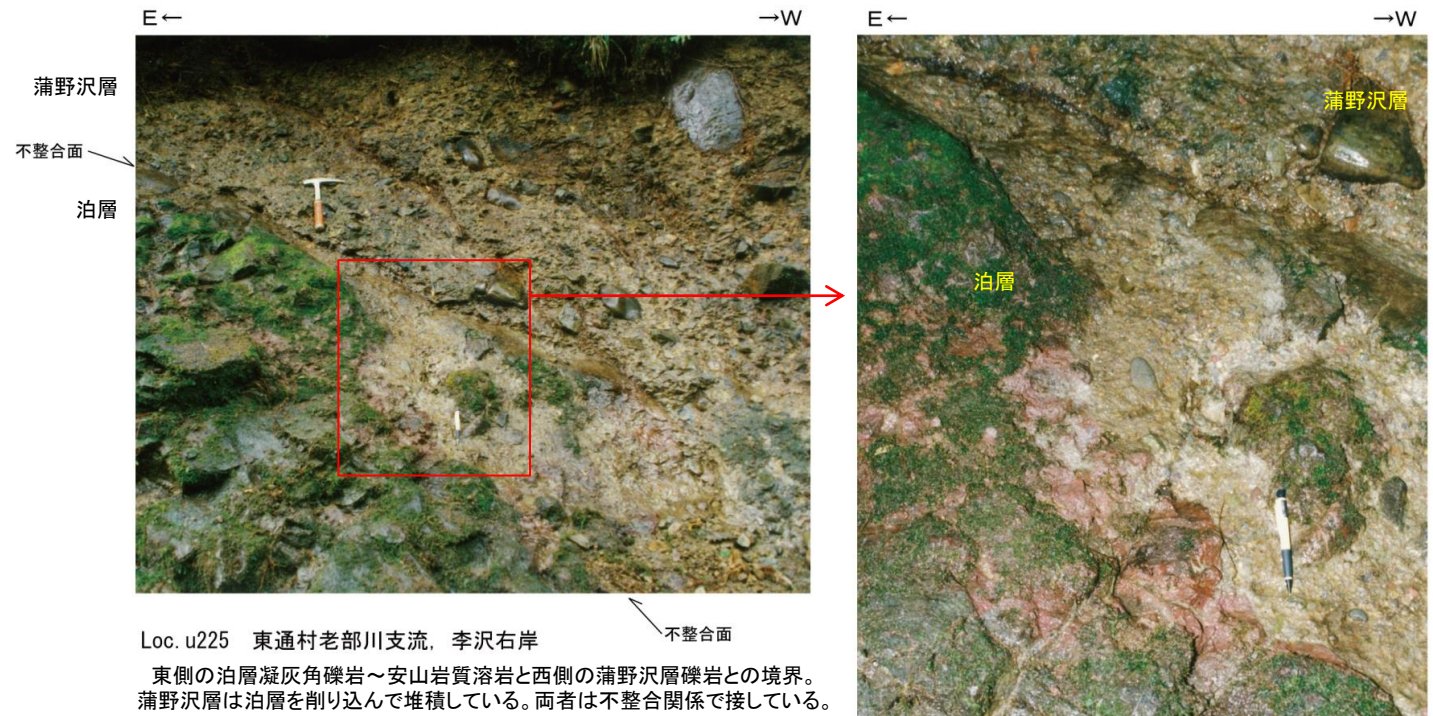 E← →W
E← →W
蒲野沢層
不整合面
泊層
蒲野沢層
泊層
不整合面
Loc. u225 東通村老部川支流, 李沢右岸
東側の泊層凝灰角礫岩～安山岩質溶岩と西側の蒲野沢層礫岩との境界。
蒲野沢層は泊層を削り込んで堆積している。両者は不整合関係で接している。